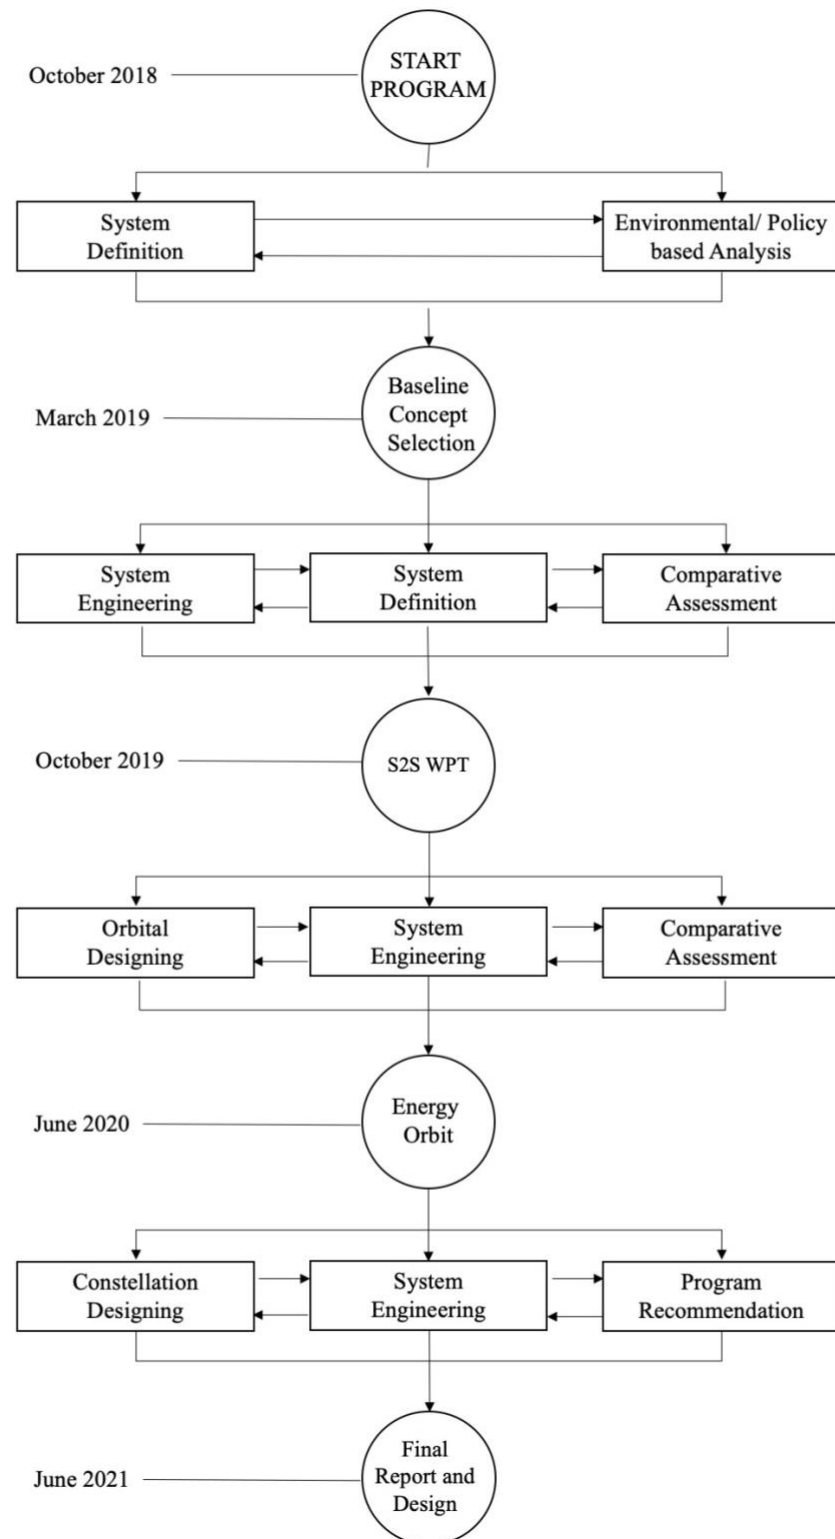 START
PROGRAM
October 2018
System
Definition
Environmental/ Policy
based Analysis
Baseline
Concept
Selection
March 2019
System
Engineering
System
Definition
Comparative
Assessment
October 2019
S2S WPT
Orbital
Designing
System
Engineering
Comparative
Assessment
Energy
Orbit
June 2020
Constellation
Designing
System
Engineering
Program
Recommendation
Final
Report and
Design
June 2021